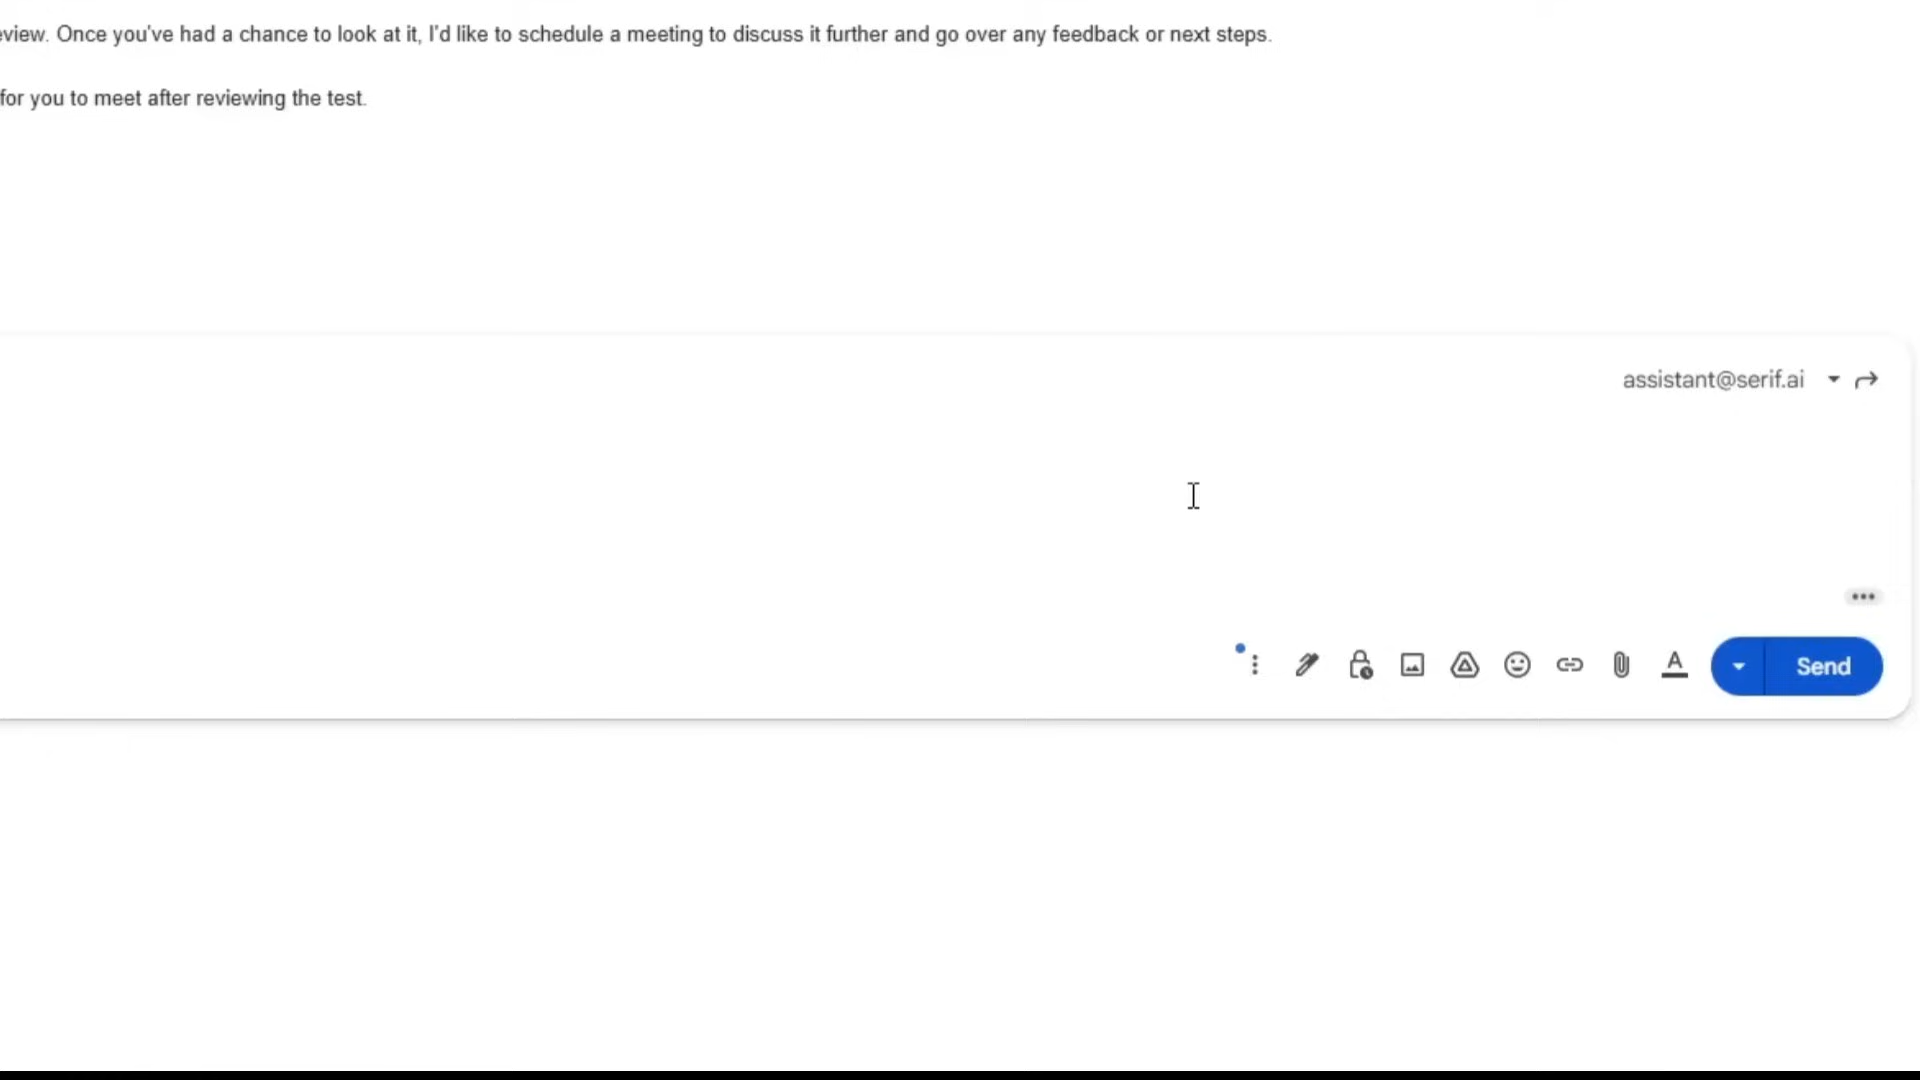 eview. Once you've had a chance to look at it, I'd like to schedule a meeting to discuss it further and go over any feedback or next steps.
for you to meet after reviewing the test.
assistant@serif.ai
Send